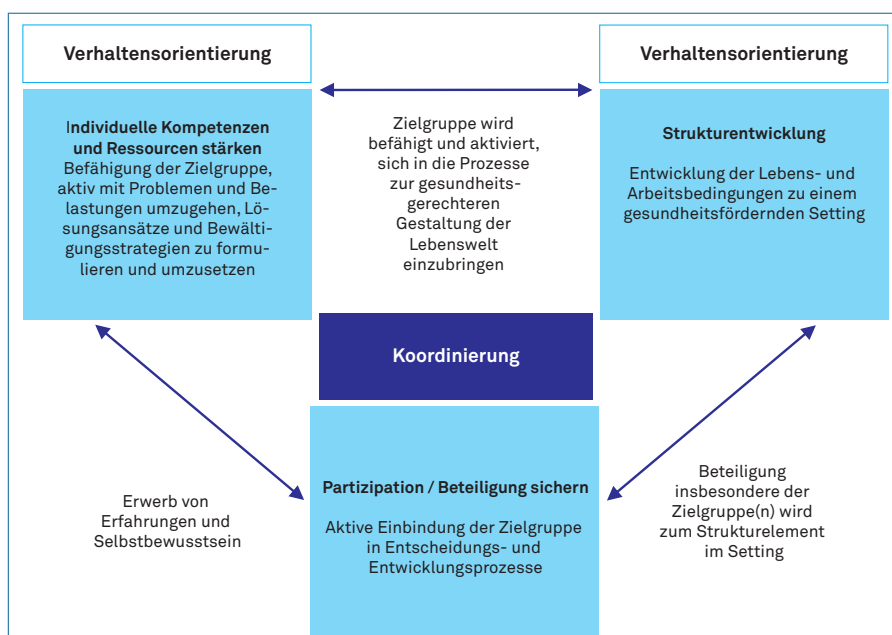 Verhaltensorientierung
Individuelle Kompetenzen
und Ressourcen stärken
Befähigung der Zielgruppe,
aktiv mit Problemen und Be-
lastungen umzugehen, Lö-
sungsansätze und Bewälti-
gungsstrategien zu formu-
lieren und umzusetzen
Zielgruppe wird
befähigt und aktiviert,
sich in die Prozesse
zur gesundheits-
gerechteren
Gestaltung der
Lebenswelt
einzubringen
Verhaltensorientierung
Strukturentwicklung
Entwicklung der Lebens- und
Arbeitsbedingungen zu einem
gesundheitsfördernden Setting
Koordinierung
Erwerb von
Erfahrungen und
Selbstbewusstsein
Partizipation / Beteiligung sichern
Aktive Einbindung der Zielgruppe
in Entscheidungs- und
Entwicklungsprozesse
Beteiligung
insbesondere der
Zielgruppe(n) wird
zum Strukturelement
im Setting